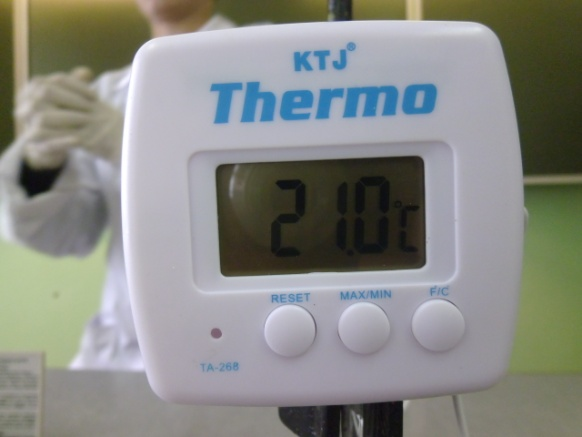 KTJ®
Thermo
21.0°C
RESET
MAX/MIN
F/C
TA-268